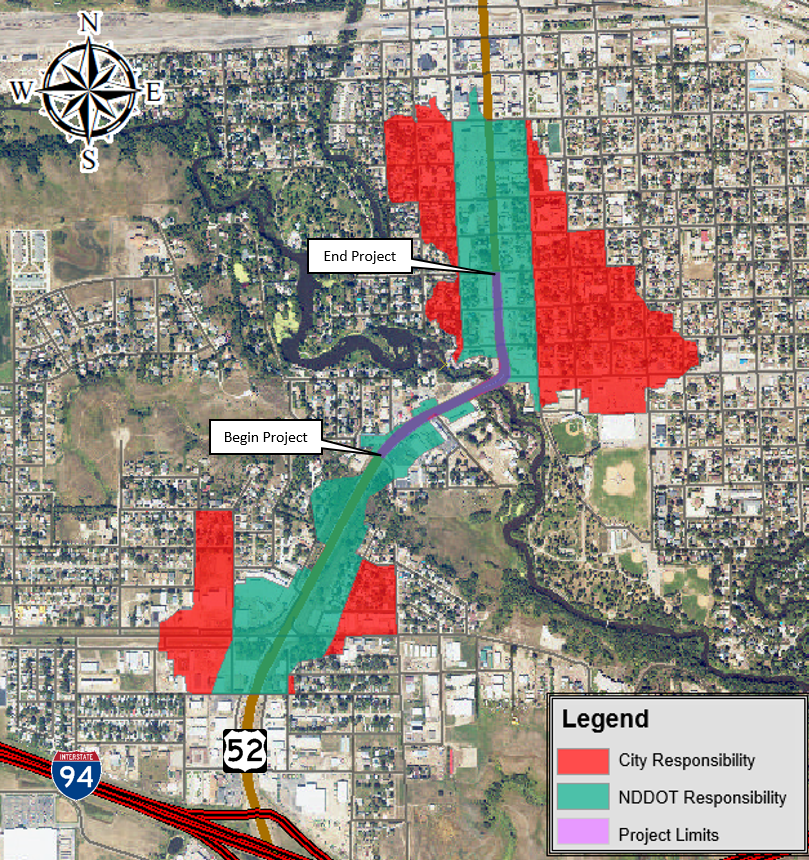 N
W E
S
End Project
Begin Project
52
INTERSTATE
94
Legend
City Responsibility
NDDOT Responsibility
Project Limits